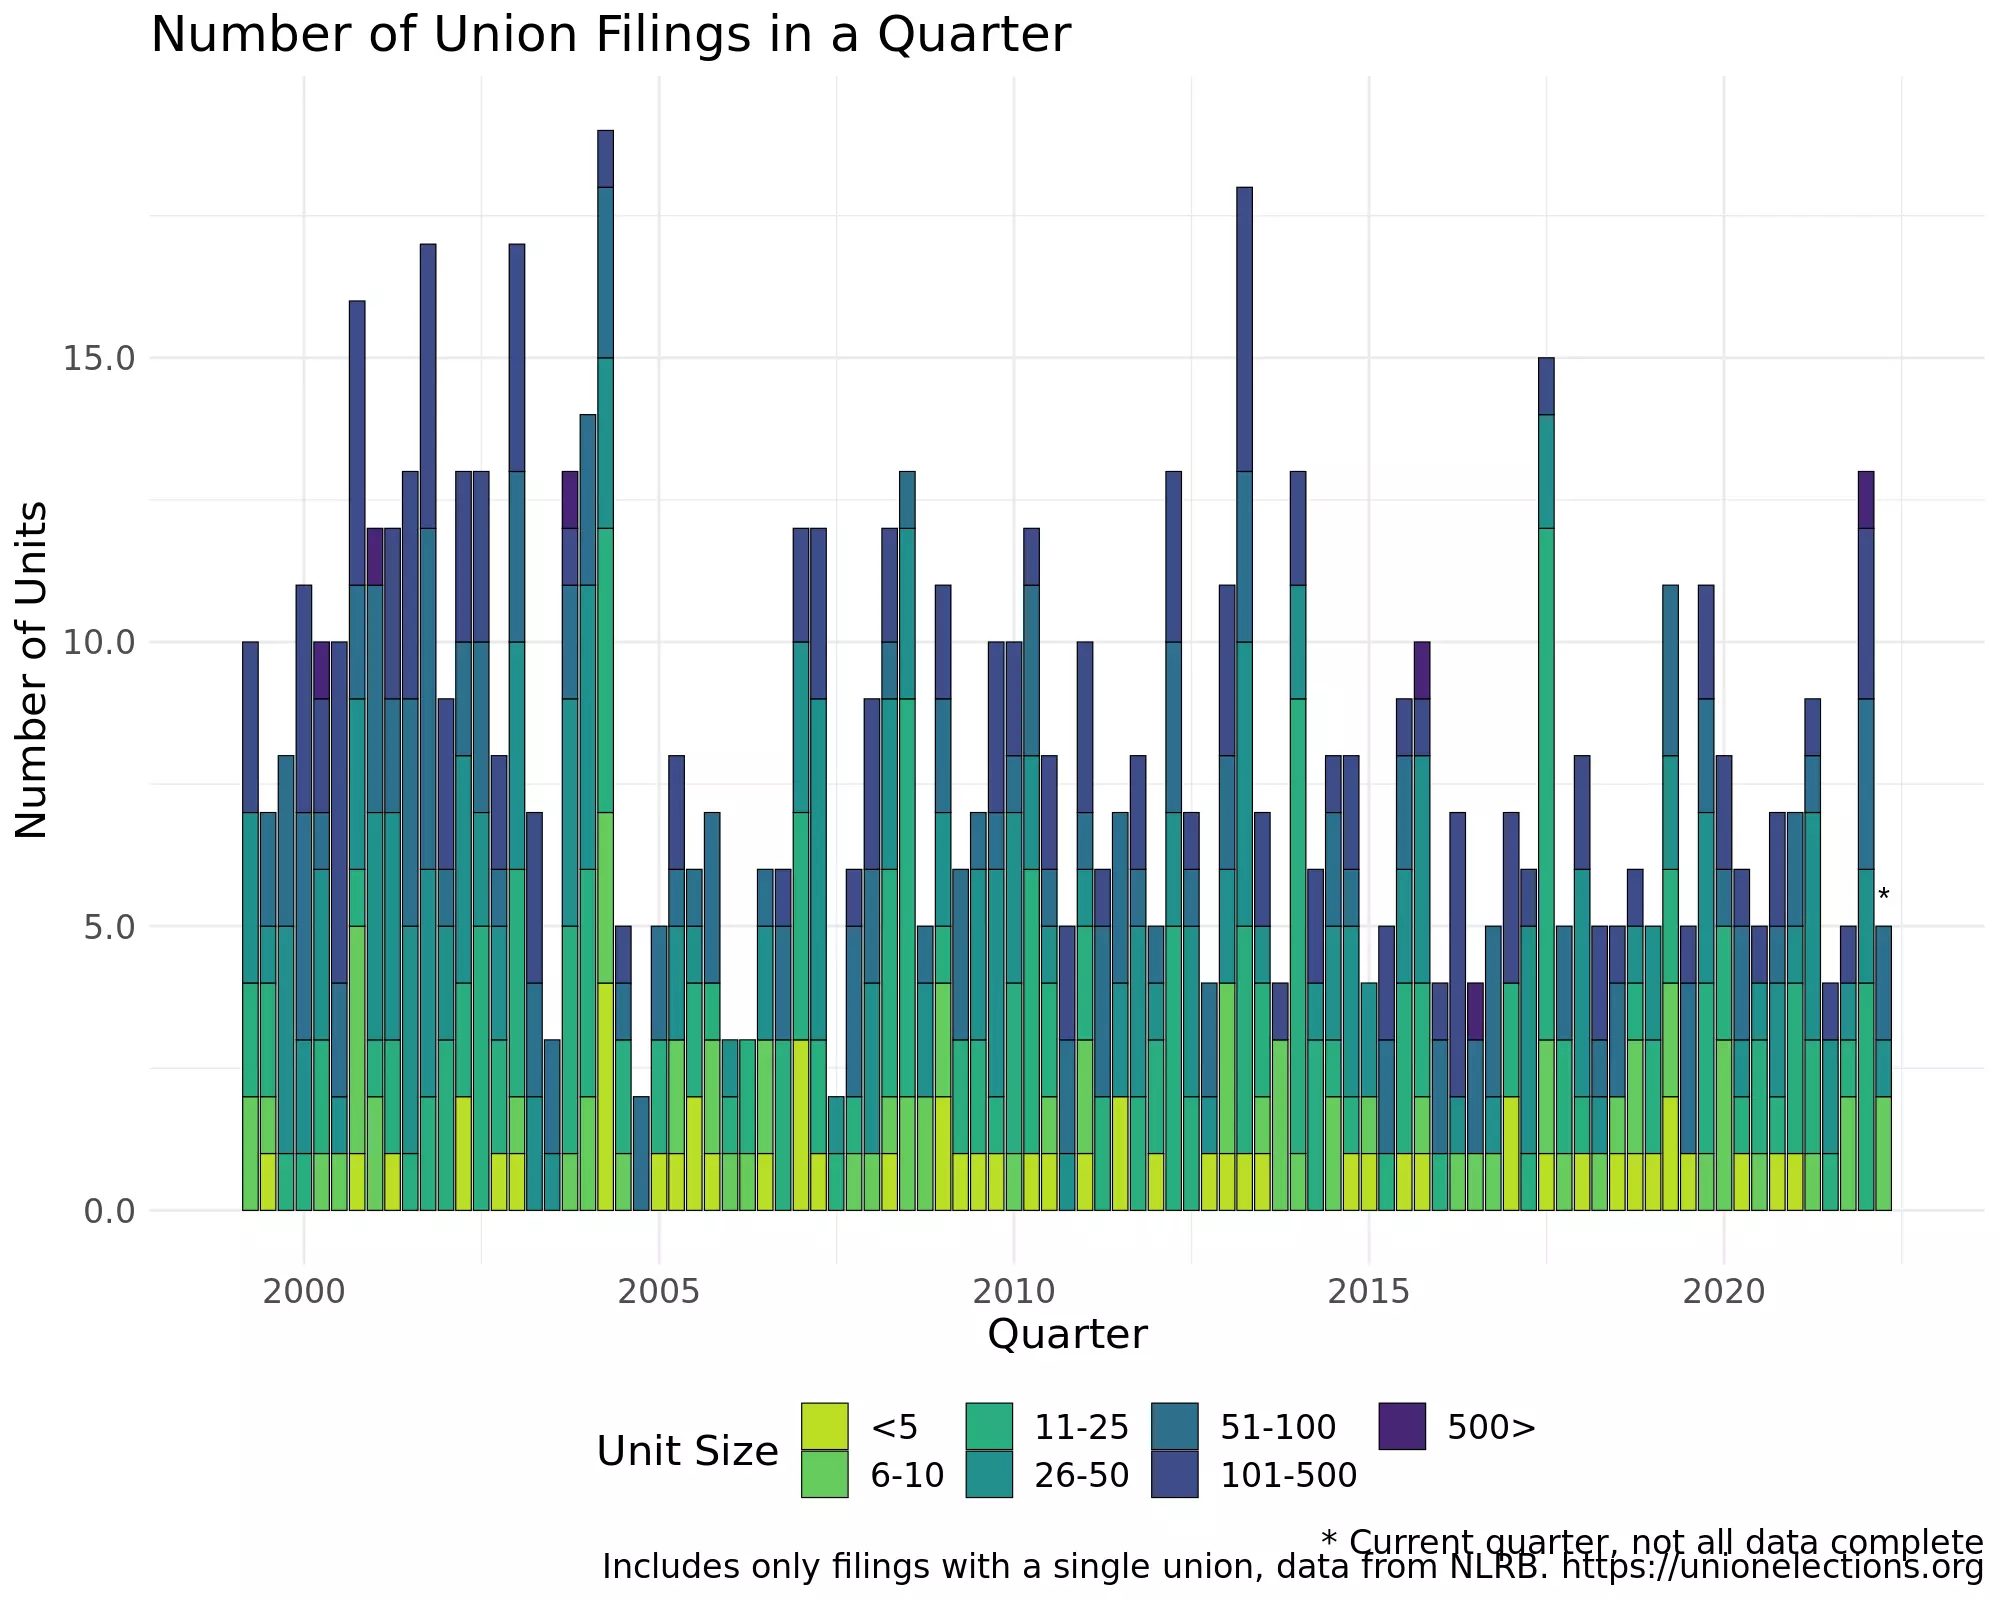 Number of Union Filings in a Quarter
Number of Units
15.0
10.0
5.0
0.0
*
2000 2005 2010 2015 2020
Quarter
Unit Size
<5 11-25 51-100 500>
6-10 26-50 101-500
* Current quarter, not all data complete
Includes only filings with a single union, data from NLRB. https://unionelections.org